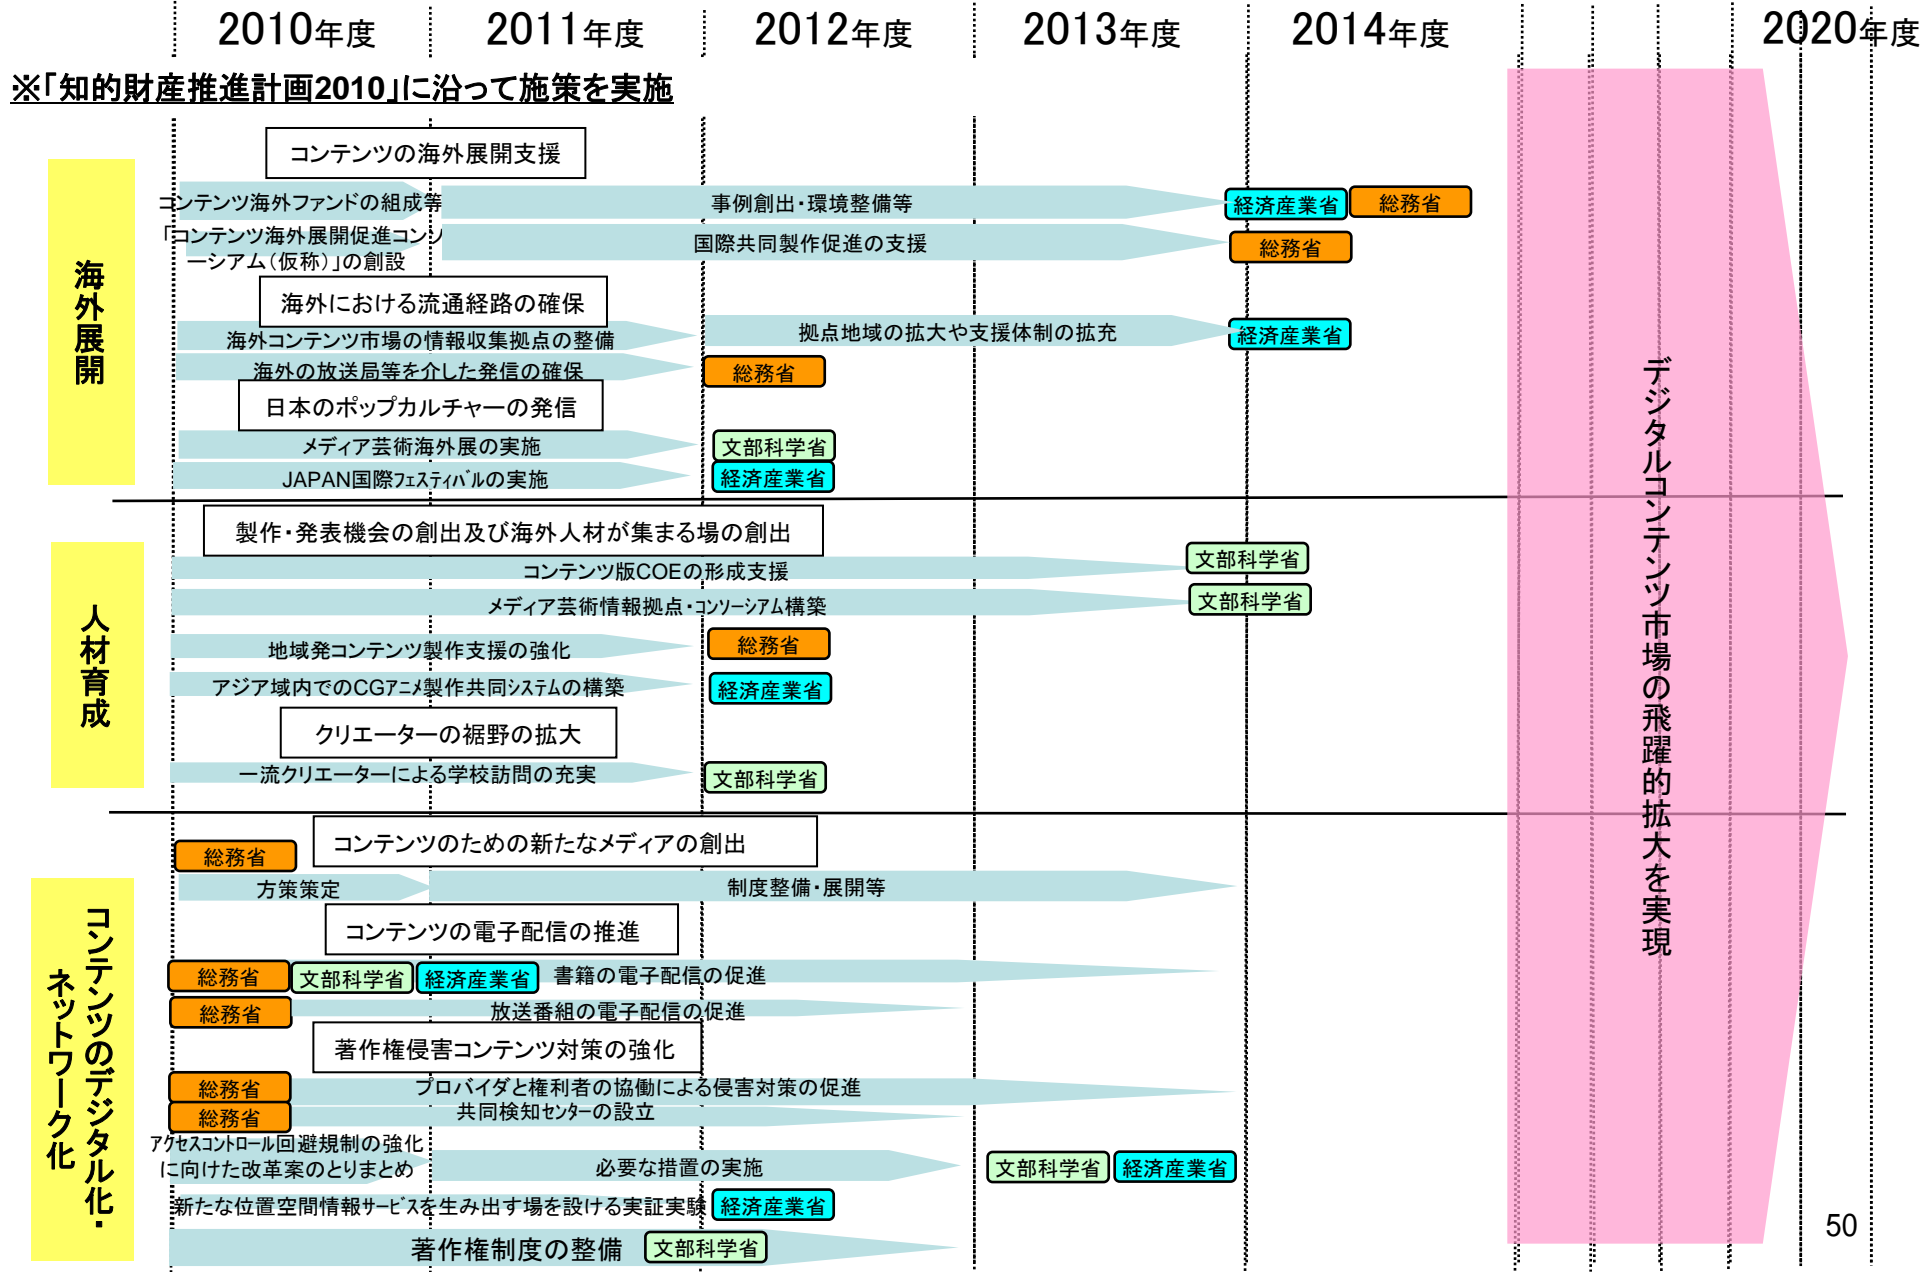 2010年度 2011年度 2012年度 2013年度 2014年度 2020年度
※「知的財産推進計画2010」に沿って施策を実施
海外展開
コンテンツの海外展開支援
コンテンツ海外ファンドの組成等 事例創出・環境整備等 経済産業省 総務省
「コンテンツ海外展開促進コンソ
ーシアム(仮称)」の創設
国際共同製作促進の支援 総務省
海外における流通経路の確保
海外コンテンツ市場の情報収集拠点の整備 拠点地域の拡大や支援体制の拡充 経済産業省
海外の放送局等を介した発信の確保 総務省
日本のポップカルチャーの発信
メディア芸術海外展の実施 文部科学省
JAPAN国際フェスティバルの実施 経済産業省
人材育成
製作・発表機会の創出及び海外人材が集まる場の創出
コンテンツ版COEの形成支援 文部科学省
メディア芸術情報拠点・コンソーシアム構築 文部科学省
地域発コンテンツ製作支援の強化 総務省
アジア域内でのCGアニメ製作共同システムの構築 経済産業省
クリエーターの裾野の拡大
一流クリエーターによる学校訪問の充実 文部科学省
コンテンツのデジタル化・
ネットワーク化
コンテンツのための新たなメディアの創出
総務省
方策策定 制度整備・展開等
コンテンツの電子配信の推進
総務省 文部科学省 経済産業省 書籍の電子配信の促進
総務省 放送番組の電子配信の促進
著作権侵害コンテンツ対策の強化
総務省 プロバイダと権利者の協働による侵害対策の促進
総務省 共同検知センターの設立
アクセスコントロール回避規制の強化
に向けた改革案のとりまとめ 必要な措置の実施 文部科学省 経済産業省
新たな位置空間情報サービスを生み出す場を設ける実証実験 経済産業省
著作権制度の整備 文部科学省
デジタルコンテンツ市場の飛躍的拡大を実現
50